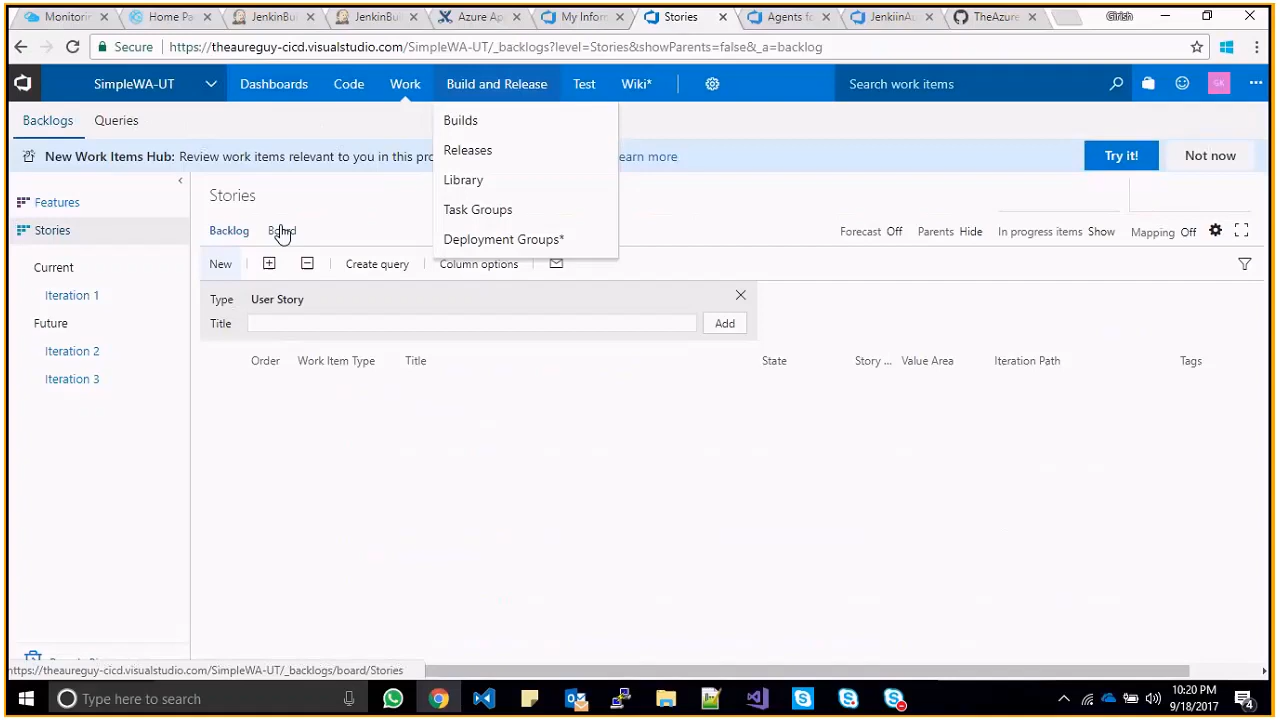 Monitorin
Home Pa
JenkinBu
JenkinBu
Azure Ap
My Infor
Stories
Agents fo
JenkiinAu
TheAzure
Girish
Secure
https://theaureguy-cicd.visualstudio.com/SimpleWA-UT/_backlogs?level=Stories&showParents=false&_a=backlog
SimpleWA-UT Dashboards Code Work Build and Release Test Wiki* Search work items GK
Backlogs Queries
Builds
Releases
Library
Task Groups
Deployment Groups*
New Work Items Hub: Review work items relevant to you in this pro earn more Try it! Not now
Features
Stories
Current
Iteration 1
Future
Iteration 2
Iteration 3
Stories
Backlog Board
Forecast Off Parents Hide In progress items Show Mapping Off
New Create query Column options
Type User Story
Title Add
Order Work Item Type Title State Story ... Value Area Iteration Path Tags
https://theaureguy-cicd.visualstudio.com/SimpleWA-UT/_backlogs/board/Stories
Type here to search
10:20 PM
9/18/2017
4